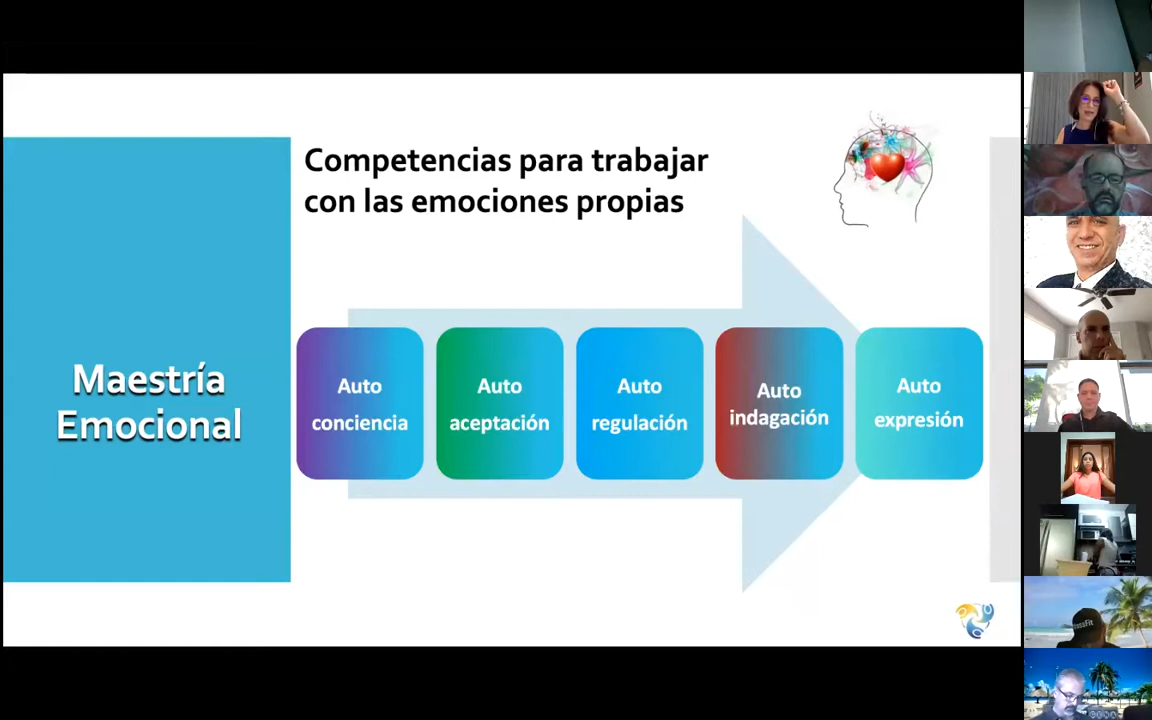 Competencias para trabajar
con las emociones propias
Maestría
Emocional
Auto
conciencia
Auto
aceptación
Auto
regulación
Auto
indagación
Auto
expresión